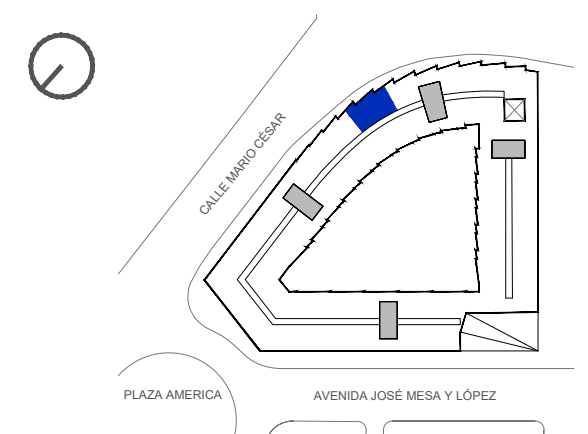 CALLE MARIO CÉSAR
PLAZA AMERICA
AVENIDA JOSÉ MESA Y LÓPEZ